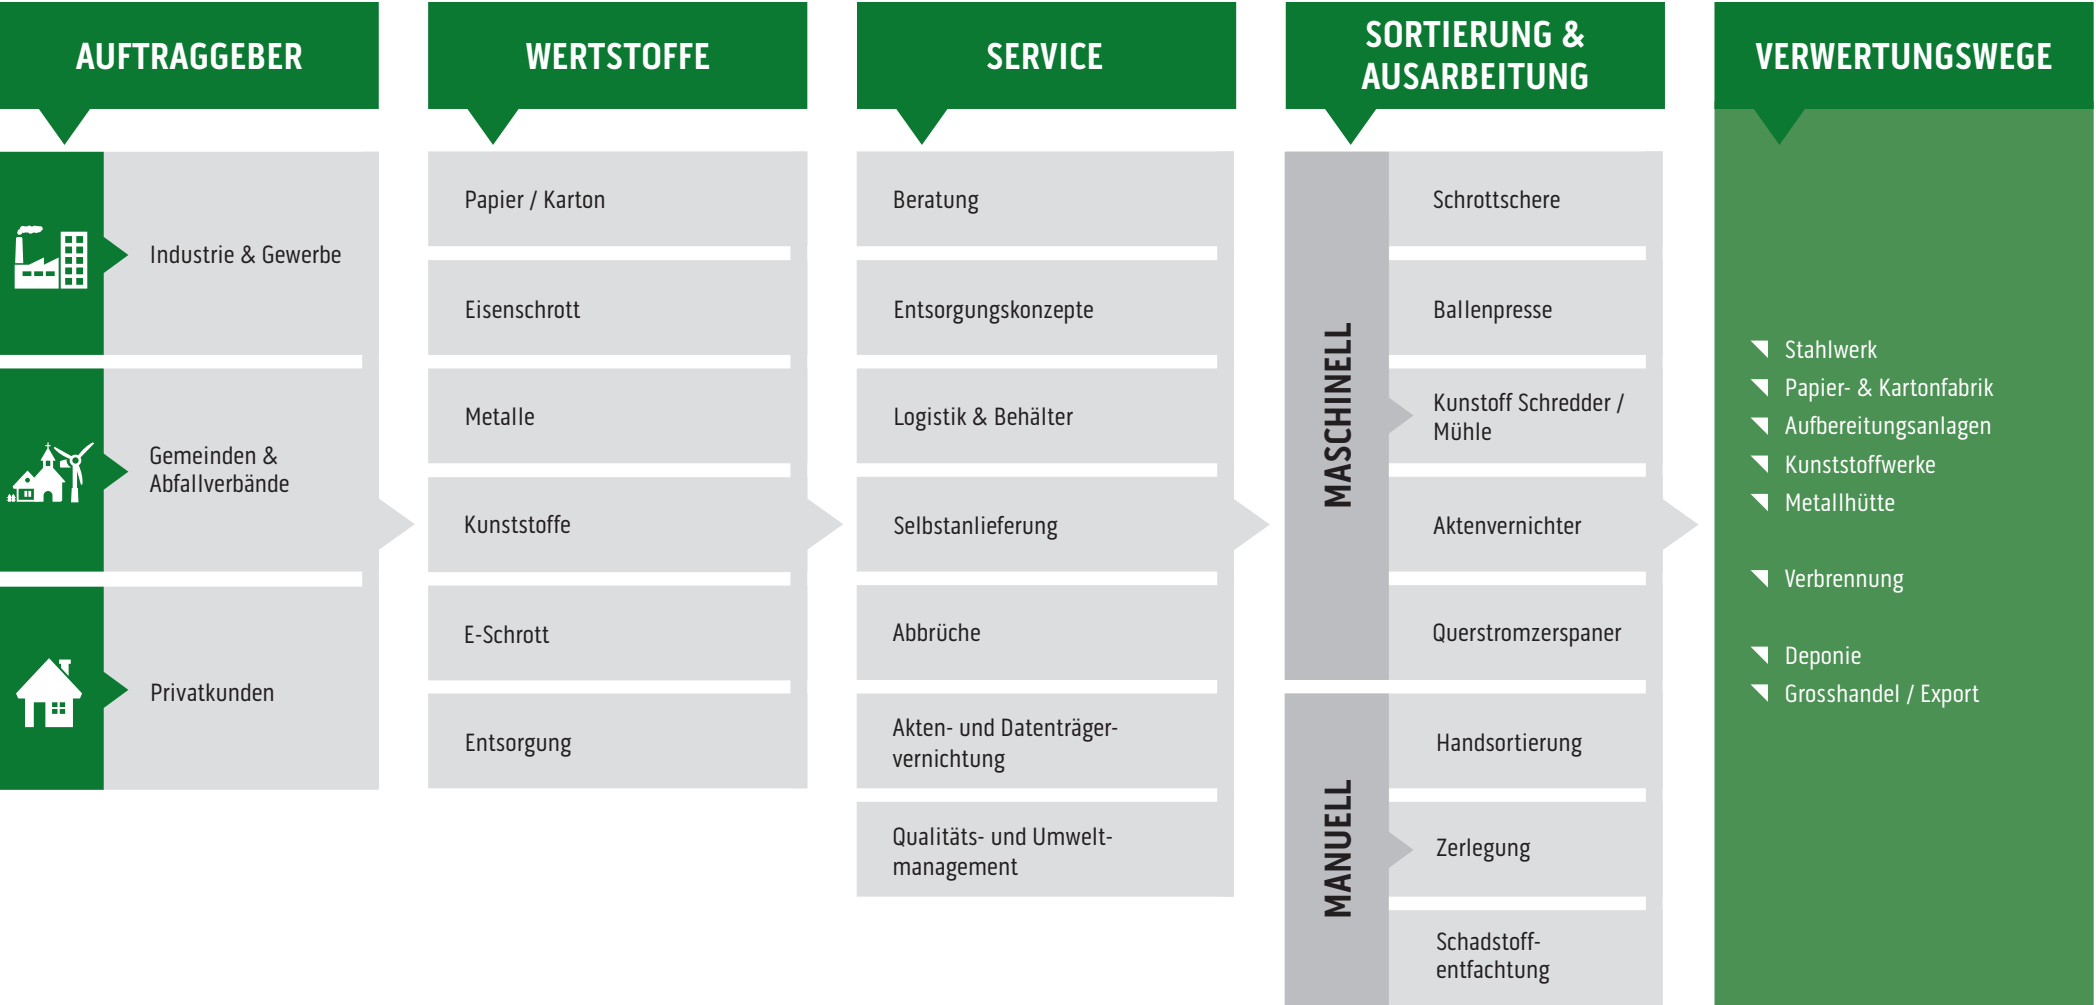 AUFTRAGGEBER
Industrie & Gewerbe
Gemeinden &
Abfallverbände
Privatkunden
WERTSTOFFE
Papier / Karton
Eisenschrott
Metalle
Kunststoffe
E-Schrott
Entsorgung
SERVICE
Beratung
Entsorgungskonzepte
Logistik & Behälter
Selbstanlieferung
Abbrüche
Akten- und Datenträger-
vernichtung
Qualitäts- und Umwelt-
management
SORTIERUNG &
AUSARBEITUNG
MASCHINELL
Schrottschere
Ballenpresse
Kunstoff Schredder /
Mühle
Aktenvernichter
Querstromzerspaner
MANUELL
Handsortierung
Zerlegung
Schadstoff-
entfachtung
VERWERTUNGSWEGE
Stahlwerk
Papier- & Kartonfabrik
Aufbereitungsanlagen
Kunststoffwerke
Metallhütte
Verbrennung
Deponie
Grosshandel / Export